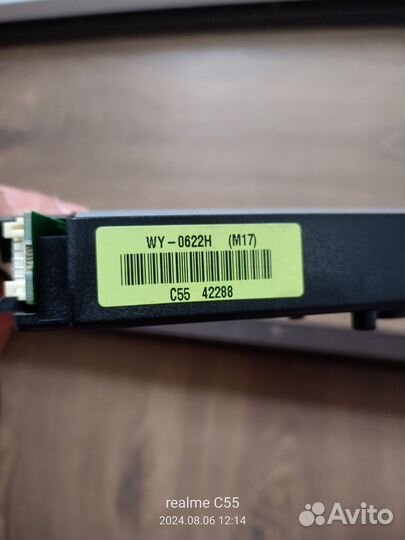 WY-0622H (M17)
C55 42288
realme C55
2024.08.06 12:14
Avito